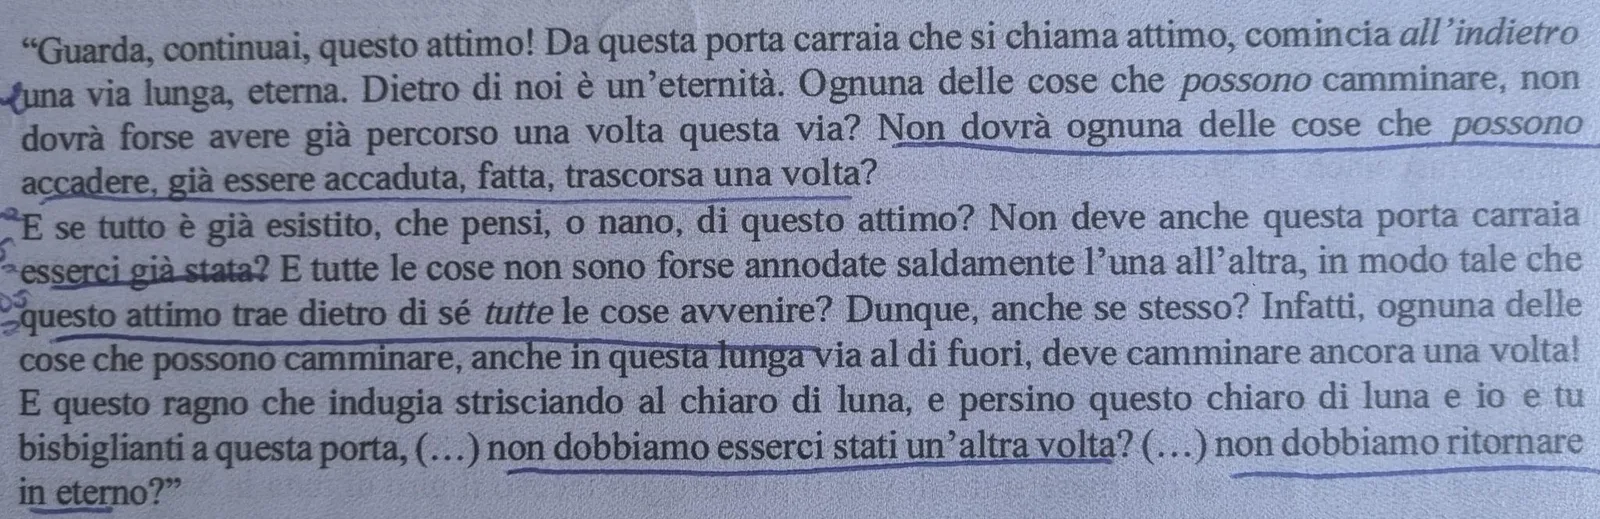 “Guarda, continuai, questo attimo! Da questa porta carraia che si chiama attimo, comincia all’indietro
una via lunga, eterna. Dietro di noi è un’eternità. Ognuna delle cose che possono camminare, non
dovrà forse avere già percorso una volta questa via? Non dovrà ognuna delle cose che possono
accadere, già essere accaduta, fatta, trascorsa una volta?
E se tutto è già esistito, che pensi, o nano, di questo attimo? Non deve anche questa porta carraia
esserci già stata? E tutte le cose non sono forse annodate saldamente l’una all’altra, in modo tale che
questo attimo trae dietro di sé tutte le cose avvenire? Dunque, anche se stesso? Infatti, ognuna delle
cose che possono camminare, anche in questa lunga via al di fuori, deve camminare ancora una volta!
E questo ragno che indugia strisciando al chiaro di luna, e persino questo chiaro di luna e io e tu
bisbiglianti a questa porta, (…) non dobbiamo esserci stati un’altra volta? (…) non dobbiamo ritornare
in eterno?”